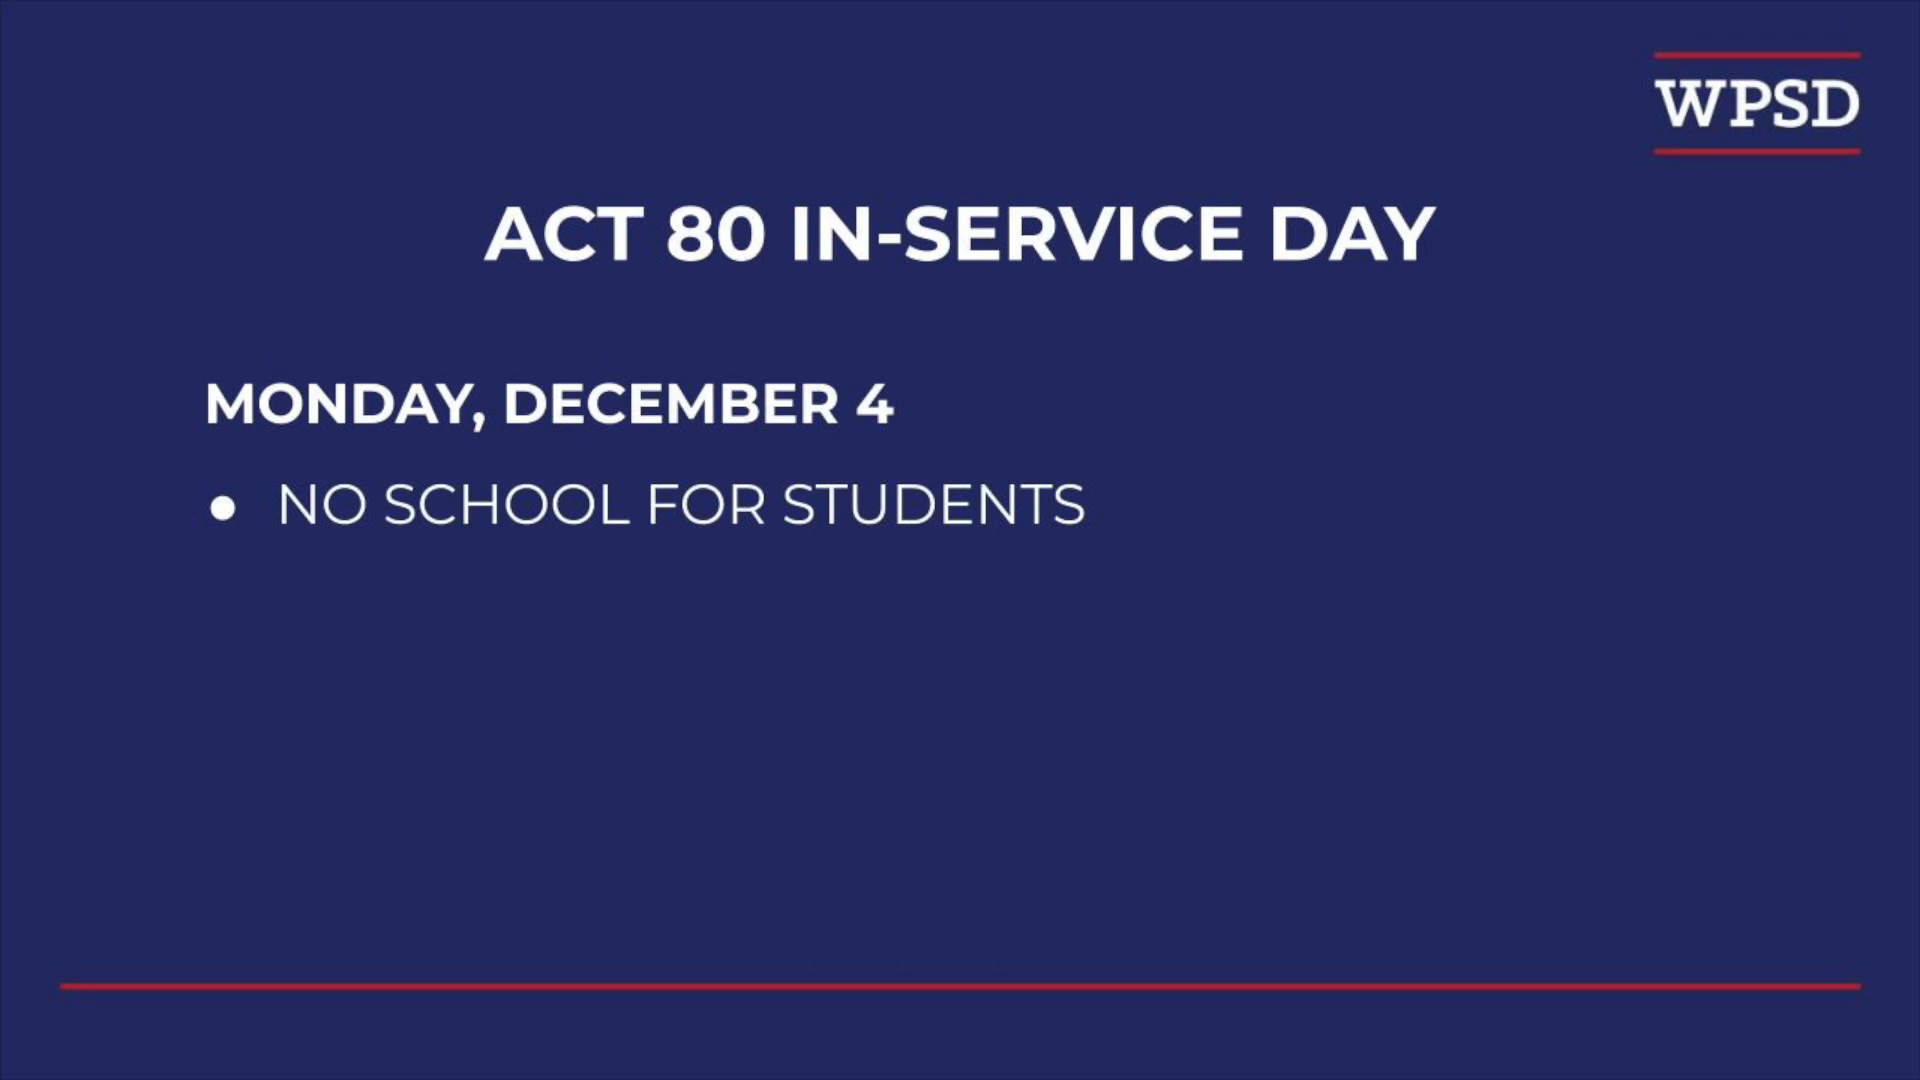 WPSD
ACT 80 IN-SERVICE DAY
MONDAY, DECEMBER 4
● NO SCHOOL FOR STUDENTS